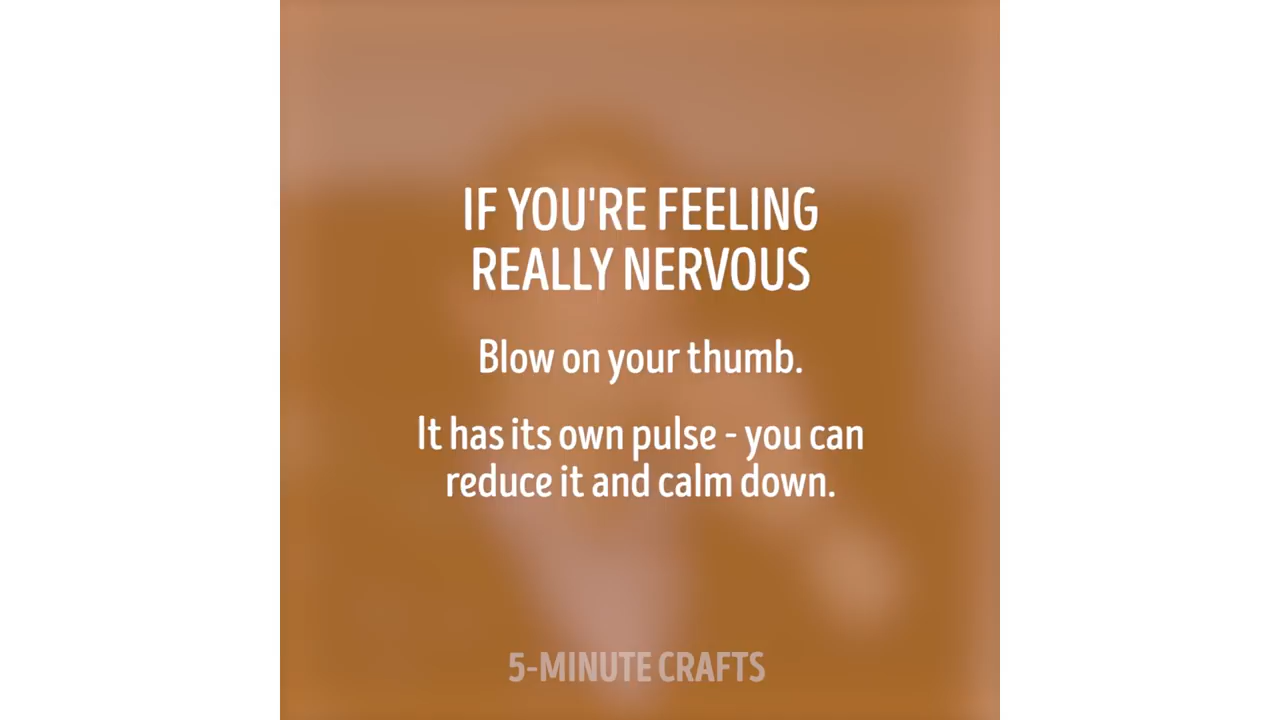 IF YOU'RE FEELING
REALLY NERVOUS
Blow on your thumb.
It has its own pulse - you can
reduce it and calm down.
5-MINUTE CRAFTS